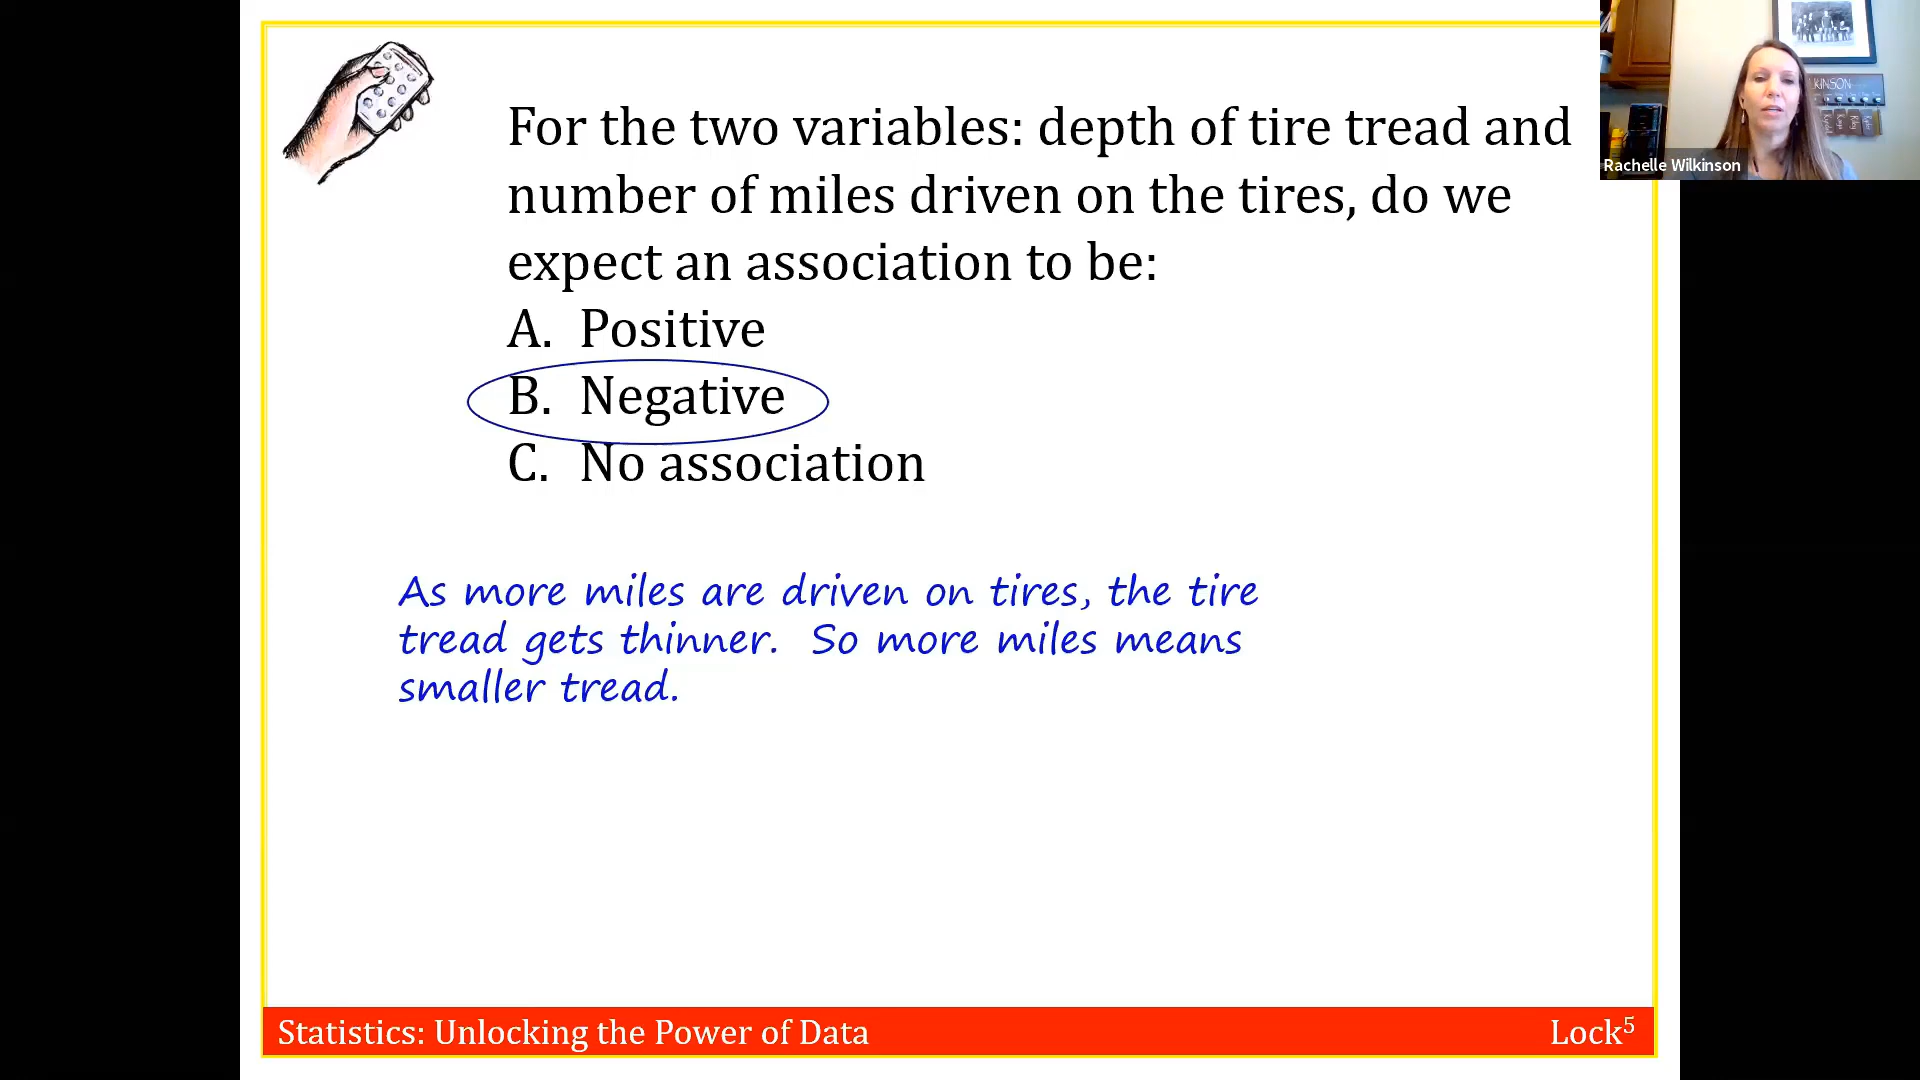 For the two variables: depth of tire tread and
number of miles driven on the tires, do we
expect an association to be:
A. Positive
B. Negative
C. No association
As more miles are driven on tires, the tire
tread gets thinner. So more miles means
smaller tread.
Statistics: Unlocking the Power of Data
Lock⁵
Rachelle Wilkinson